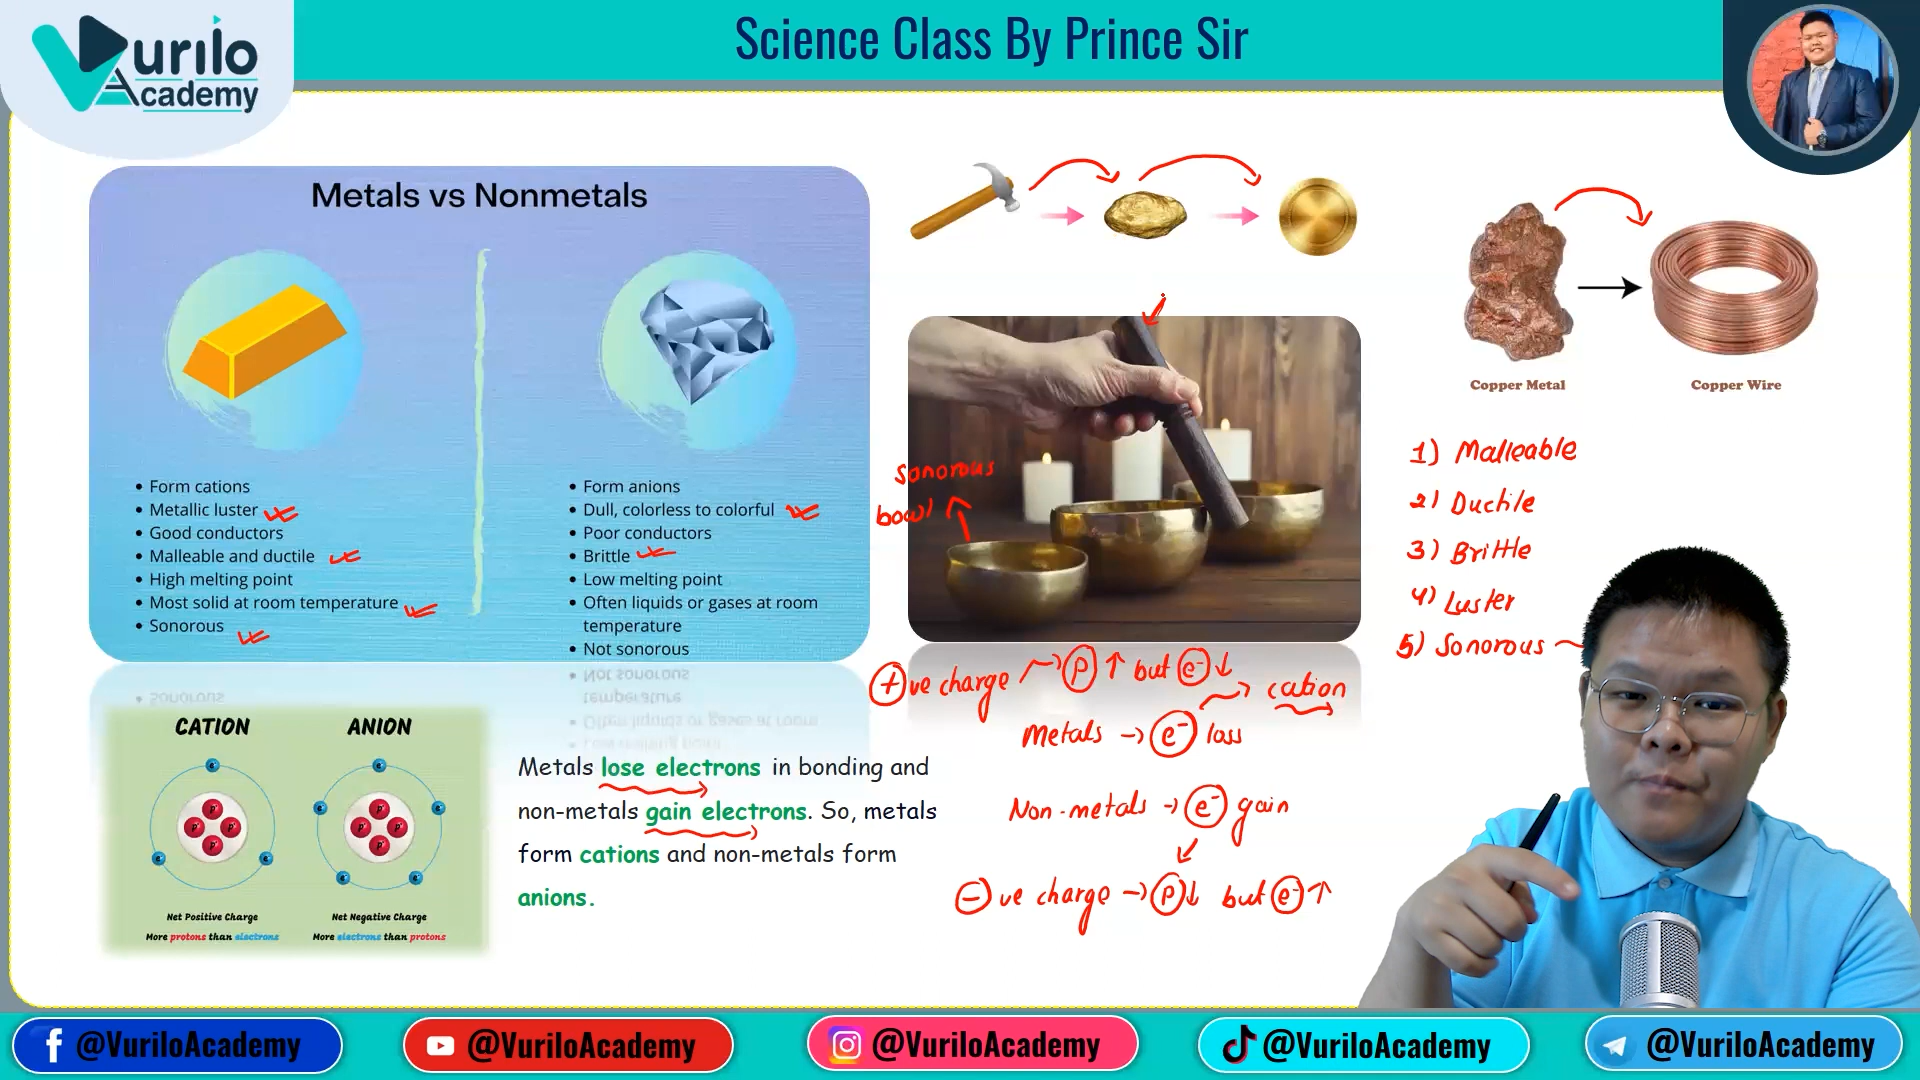 Vurilo
Academy
Science Class By Prince Sir
Metals vs Nonmetals
• Form cations
• Metallic luster
• Good conductors
• Malleable and ductile
• High melting point
• Most solid at room temperature
• Sonorous
• Form anions
• Dull, colorless to colorful
• Poor conductors
• Brittle
• Low melting point
• Often liquids or gases at room
temperature
• Not sonorous
CATION
ANION
e⁻
e⁻
e⁻
p⁺
p⁺
p⁺
p⁺
e⁻
e⁻
e⁻
e⁻
e⁻
p⁺
p⁺
p⁺
p⁺
Net Positive Charge
More protons than electrons
Net Negative Charge
More electrons than protons
Metals lose electrons in bonding and
non-metals gain electrons. So, metals
form cations and non-metals form
anions.
Sonorous
bowl
+ve charge → p ↑ but e⁻ ↓
cation
Metals → e⁻ loss
Non-metals → e⁻ gain
-ve charge → p ↓ but e⁻ ↑
Copper Metal
Copper Wire
1) Malleable
2) Ductile
3) Brittle
4) Luster
5) Sonorous
@VuriloAcademy
@VuriloAcademy
@VuriloAcademy
@VuriloAcademy
@VuriloAcademy